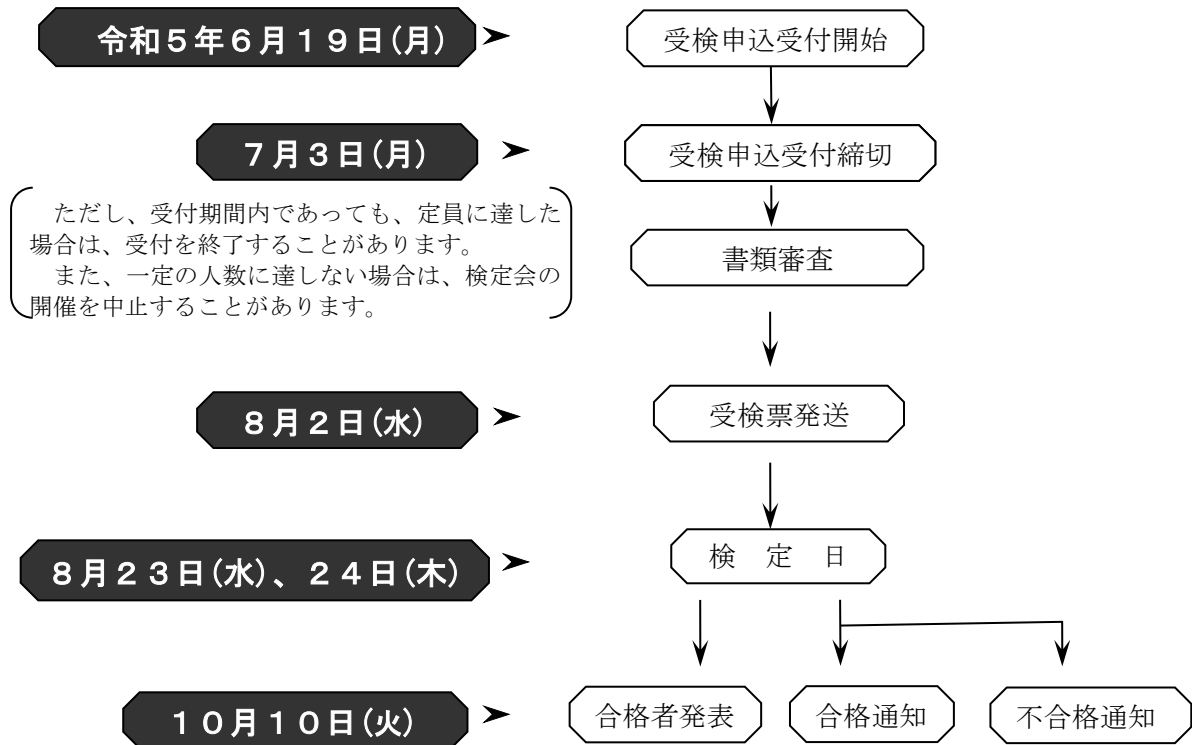 令和５年６月１９日(月)
受検申込受付開始
７月３日(月)
受検申込受付締切
ただし、受付期間内であっても、定員に達した
場合は、受付を終了することがあります。
また、一定の人数に達しない場合は、検定会の
開催を中止することがあります。
書類審査
８月２日(水)
受検票発送
８月２３日(水)、２４日(木)
検　定　日
１０月１０日(火)
合格者発表
合格通知
不合格通知